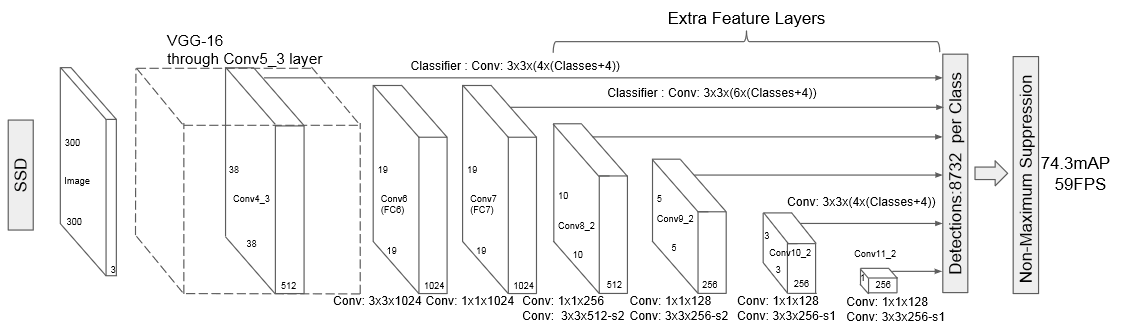 Extra Feature Layers
VGG-16
through Conv5_3 layer
Classifier : Conv: 3x3x(4x(Classes+4))
Classifier : Conv: 3x3x(6x(Classes+4))
SSD
300
Image
300
3
38
Conv4_3
38
512
19
Conv6
(FC6)
19
1024
19
Conv7
(FC7)
19
1024
10
Conv8_2
10
512
5
Conv9_2
5
256
Conv: 3x3x(4x(Classes+4))
3
Conv10_2
3
256
Conv11_2
1
256
Detections:8732 per Class
Non-Maximum Suppression
74.3mAP
59FPS
Conv: 3x3x1024
Conv: 1x1x1024
Conv: 1x1x256
Conv: 3x3x512-s2
Conv: 1x1x128
Conv: 3x3x256-s2
Conv: 1x1x128
Conv: 3x3x256-s1
Conv: 1x1x128
Conv: 3x3x256-s1